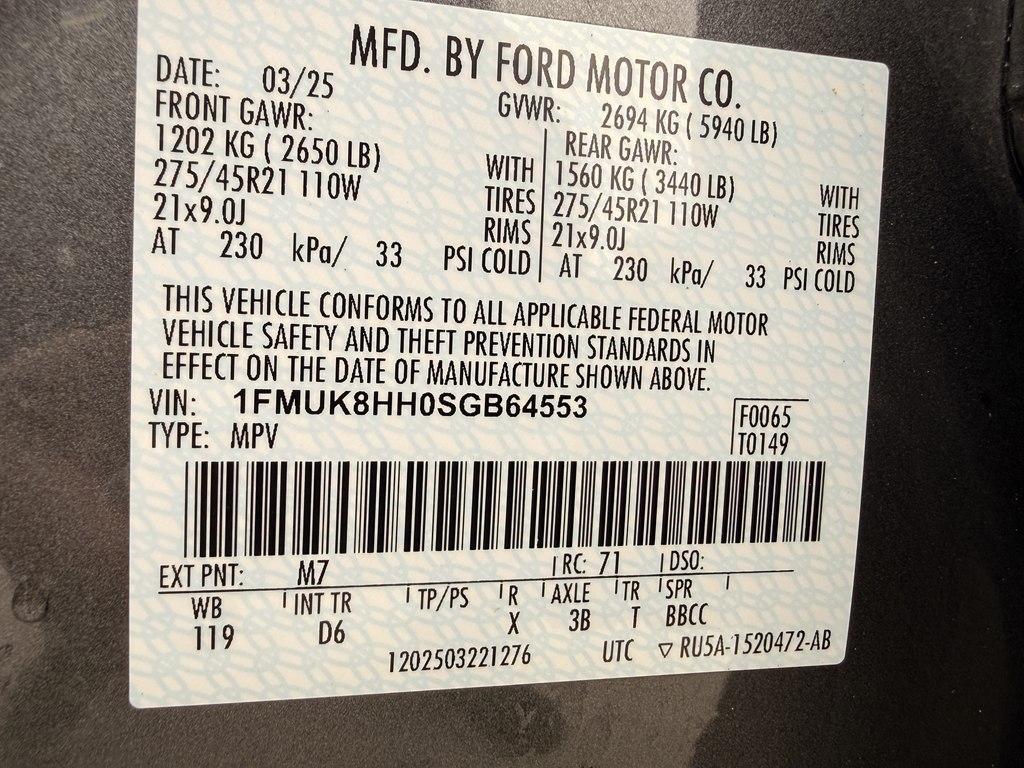 MFD. BY FORD MOTOR CO.
DATE: 03/25
GVWR: 2694 KG ( 5940 LB)
FRONT GAWR:
1202 KG ( 2650 LB) WITH
275/45R21 110W TIRES
21x9.0J RIMS
AT 230 kPa/ 33 PSI COLD
REAR GAWR:
1560 KG ( 3440 LB) WITH
275/45R21 110W TIRES
21x9.0J RIMS
AT 230 kPa/ 33 PSI COLD
THIS VEHICLE CONFORMS TO ALL APPLICABLE FEDERAL MOTOR
VEHICLE SAFETY AND THEFT PREVENTION STANDARDS IN
EFFECT ON THE DATE OF MANUFACTURE SHOWN ABOVE.
VIN: 1FMUK8HH0SGB64553
TYPE: MPV
F0065
T0149
EXT PNT: M7 RC: 71 DSO:
WB INT TR TP/PS R AXLE TR SPR
119 D6 X 3B T BBCC
1202503221276 UTC ▽ RU5A-1520472-AB